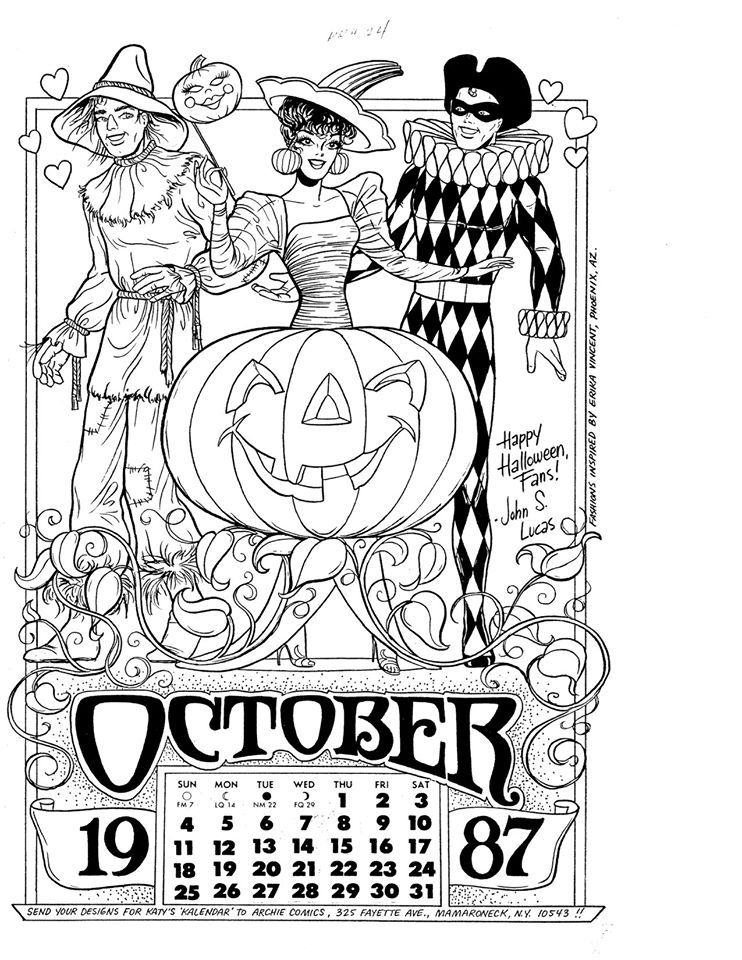 Happy
Halloween,
Fans!
- John S.
Lucas
FASHIONS INSPIRED BY ERIKA VINCENT, PHOENIX, AZ.
OCTOBER
19 87
SUN MON TUE WED THU FRI SAT
FM 7 LQ 14 NM 22 FQ 29 1 2 3
4 5 6 7 8 9 10
11 12 13 14 15 16 17
18 19 20 21 22 23 24
25 26 27 28 29 30 31
SEND YOUR DESIGNS FOR KATY'S 'KALENDAR' TO ARCHIE COMICS, 325 FAYETTE AVE., MAMARONECK, N.Y. 10543 !!